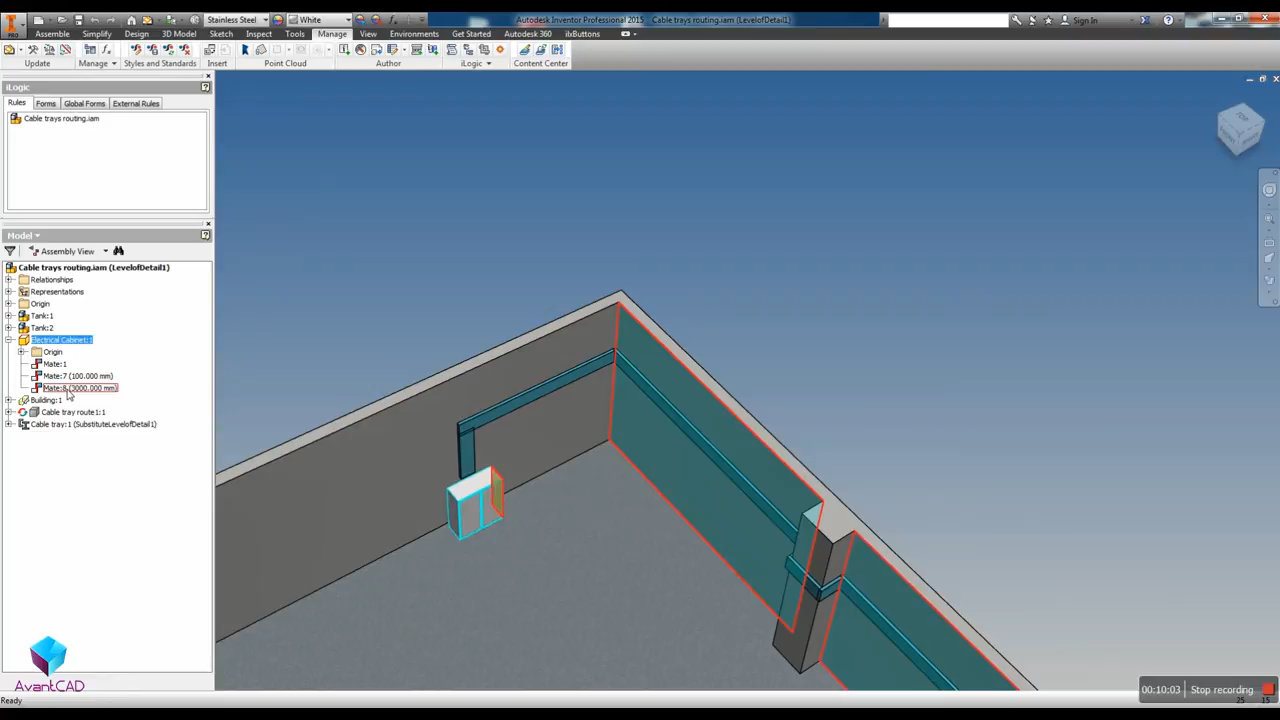 Stainless Steel
White
Autodesk Inventor Professional 2015 Cable trays routing.iam (LevelofDetail1)
Sign In
PRO
Assemble Simplify Design 3D Model Sketch Inspect Tools Manage View Environments Get Started Autodesk 360 ilxButtons
Update Manage Styles and Standards Insert Point Cloud Author iLogic Content Center
iLogic
Rules Forms Global Forms External Rules
Cable trays routing.iam
Model
Assembly View
Cable trays routing.iam (LevelofDetail1)
Relationships
Representations
Origin
Tank:1
Tank:2
Electrical Cabinet:1
Origin
Mate:1
Mate:7 (100.000 mm)
Mate:8 (3000.000 mm)
Building:1
Cable tray route1:1
Cable tray:1 (SubstituteLevelofDetail1)
TOP
AvantCAD
00:10:03 Stop recording
Ready
25 15